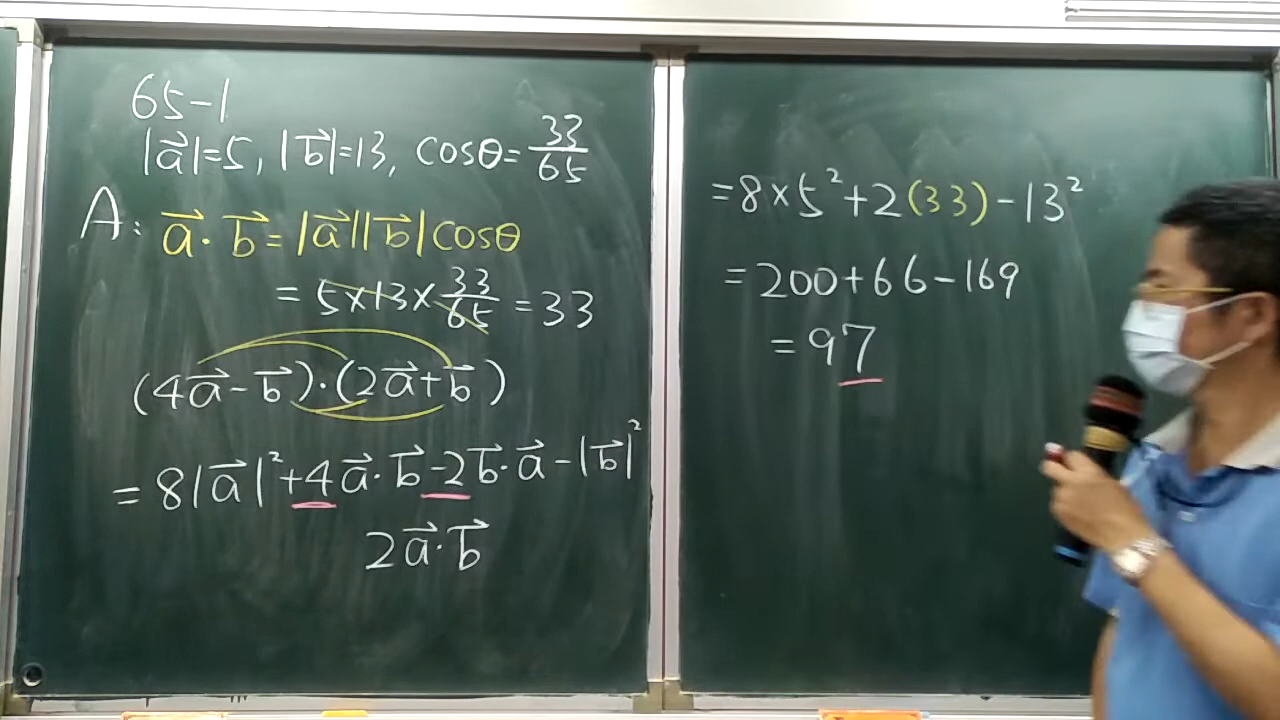 65-1
|a⃗|=5, |b⃗|=13, cosθ=33/65
A: a⃗·b⃗=|a⃗||b⃗|cosθ
=5×13×33/65=33
(4a⃗-b⃗)·(2a⃗+b⃗)
=8|a⃗|²+4a⃗·b⃗-2b⃗·a⃗-|b⃗|²
2a⃗·b⃗
=8×5²+2(33)-13²
=200+66-169
=97